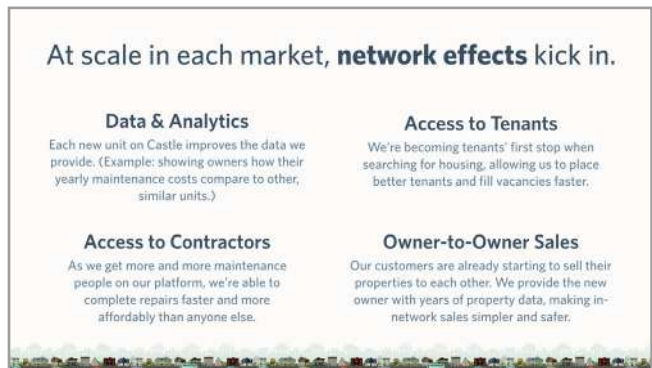 At scale in each market, network effects kick in.
Data & Analytics
Each new unit on Castle improves the data we
provide. (Example: showing owners how their
yearly maintenance costs compare to other,
similar units.)
Access to Tenants
We're becoming tenants' first stop when
searching for housing, allowing us to place
better tenants and fill vacancies faster.
Access to Contractors
As we get more and more maintenance
people on our platform, we're able to
complete repairs faster and more
affordably than anyone else.
Owner-to-Owner Sales
Our customers are already starting to sell their
properties to each other. We provide the new
owner with years of property data, making in-
network sales simpler and safer.